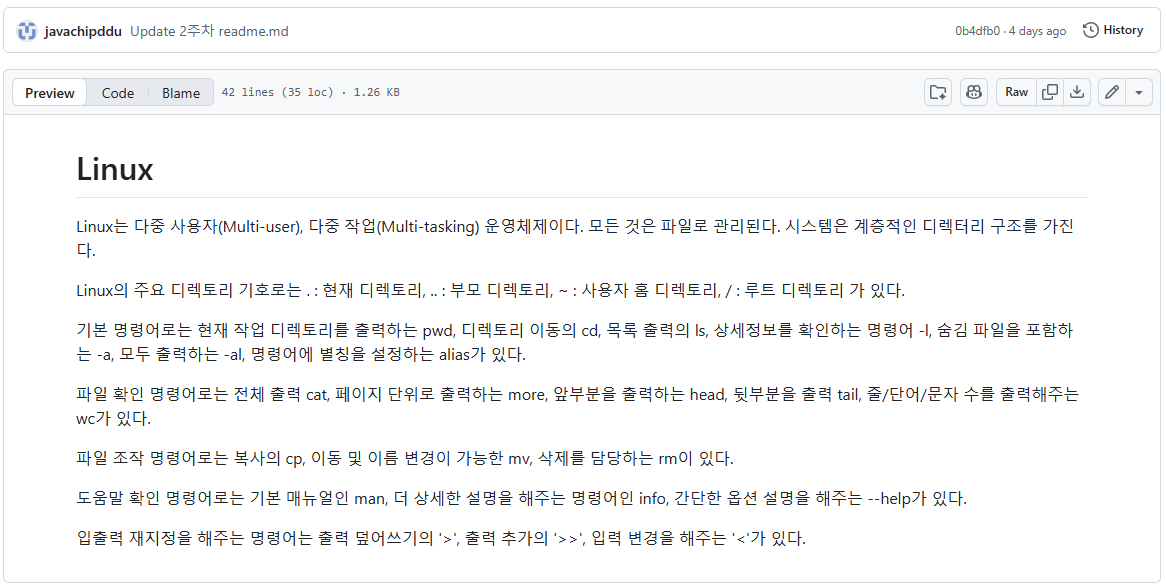 javachipddu Update 2주차 readme.md 0b4dfb0 · 4 days ago History
Preview Code Blame 42 lines (35 loc) · 1.26 KB Raw
Linux
Linux는 다중 사용자(Multi-user), 다중 작업(Multi-tasking) 운영체제이다. 모든 것은 파일로 관리된다. 시스템은 계층적인 디렉터리 구조를 가진
다.
Linux의 주요 디렉토리 기호로는 . : 현재 디렉토리, .. : 부모 디렉토리, ~ : 사용자 홈 디렉토리, / : 루트 디렉토리 가 있다.
기본 명령어로는 현재 작업 디렉토리를 출력하는 pwd, 디렉토리 이동의 cd, 목록 출력의 ls, 상세정보를 확인하는 명령어 -l, 숨김 파일을 포함하
는 -a, 모두 출력하는 -al, 명령어에 별칭을 설정하는 alias가 있다.
파일 확인 명령어로는 전체 출력 cat, 페이지 단위로 출력하는 more, 앞부분을 출력하는 head, 뒷부분을 출력 tail, 줄/단어/문자 수를 출력해주는
wc가 있다.
파일 조작 명령어로는 복사의 cp, 이동 및 이름 변경이 가능한 mv, 삭제를 담당하는 rm이 있다.
도움말 확인 명령어로는 기본 매뉴얼인 man, 더 상세한 설명을 해주는 명령어인 info, 간단한 옵션 설명을 해주는 --help가 있다.
입출력 재지정을 해주는 명령어는 출력 덮어쓰기의 '>', 출력 추가의 '>>', 입력 변경을 해주는 '<'가 있다.